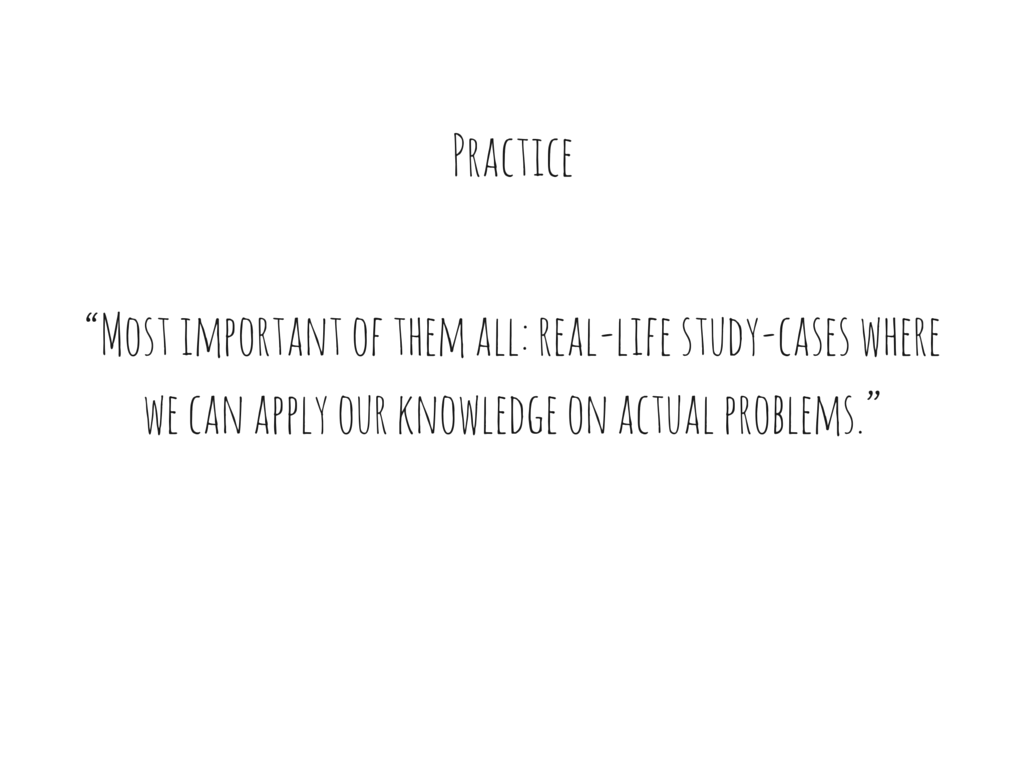 Practice
“Most important of them all: real-life study-cases where
we can apply our knowledge on actual problems.”